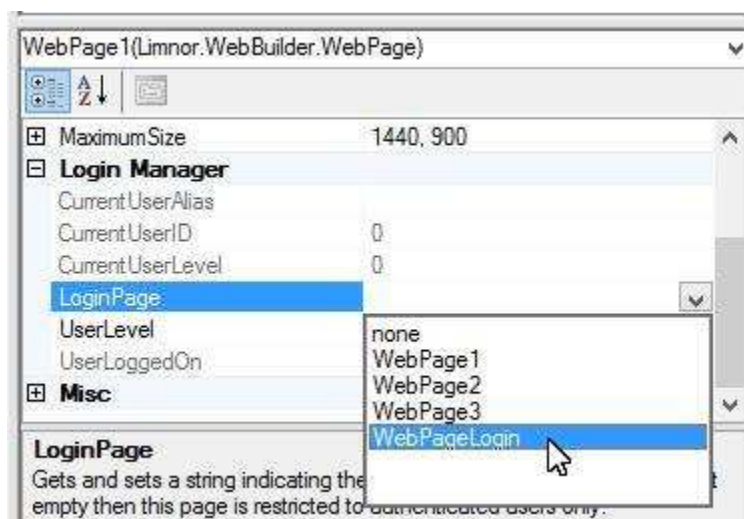 WebPage1(Limnor.WebBuilder.WebPage)
A
Z
MaximumSize 1440, 900
Login Manager
CurrentUserAlias
CurrentUserID 0
CurrentUserLevel 0
LoginPage
UserLevel
UserLoggedOn
Misc
none
WebPage1
WebPage2
WebPage3
WebPageLogin
LoginPage
Gets and sets a string indicating the
empty then this page is restricted to authenticated users only.